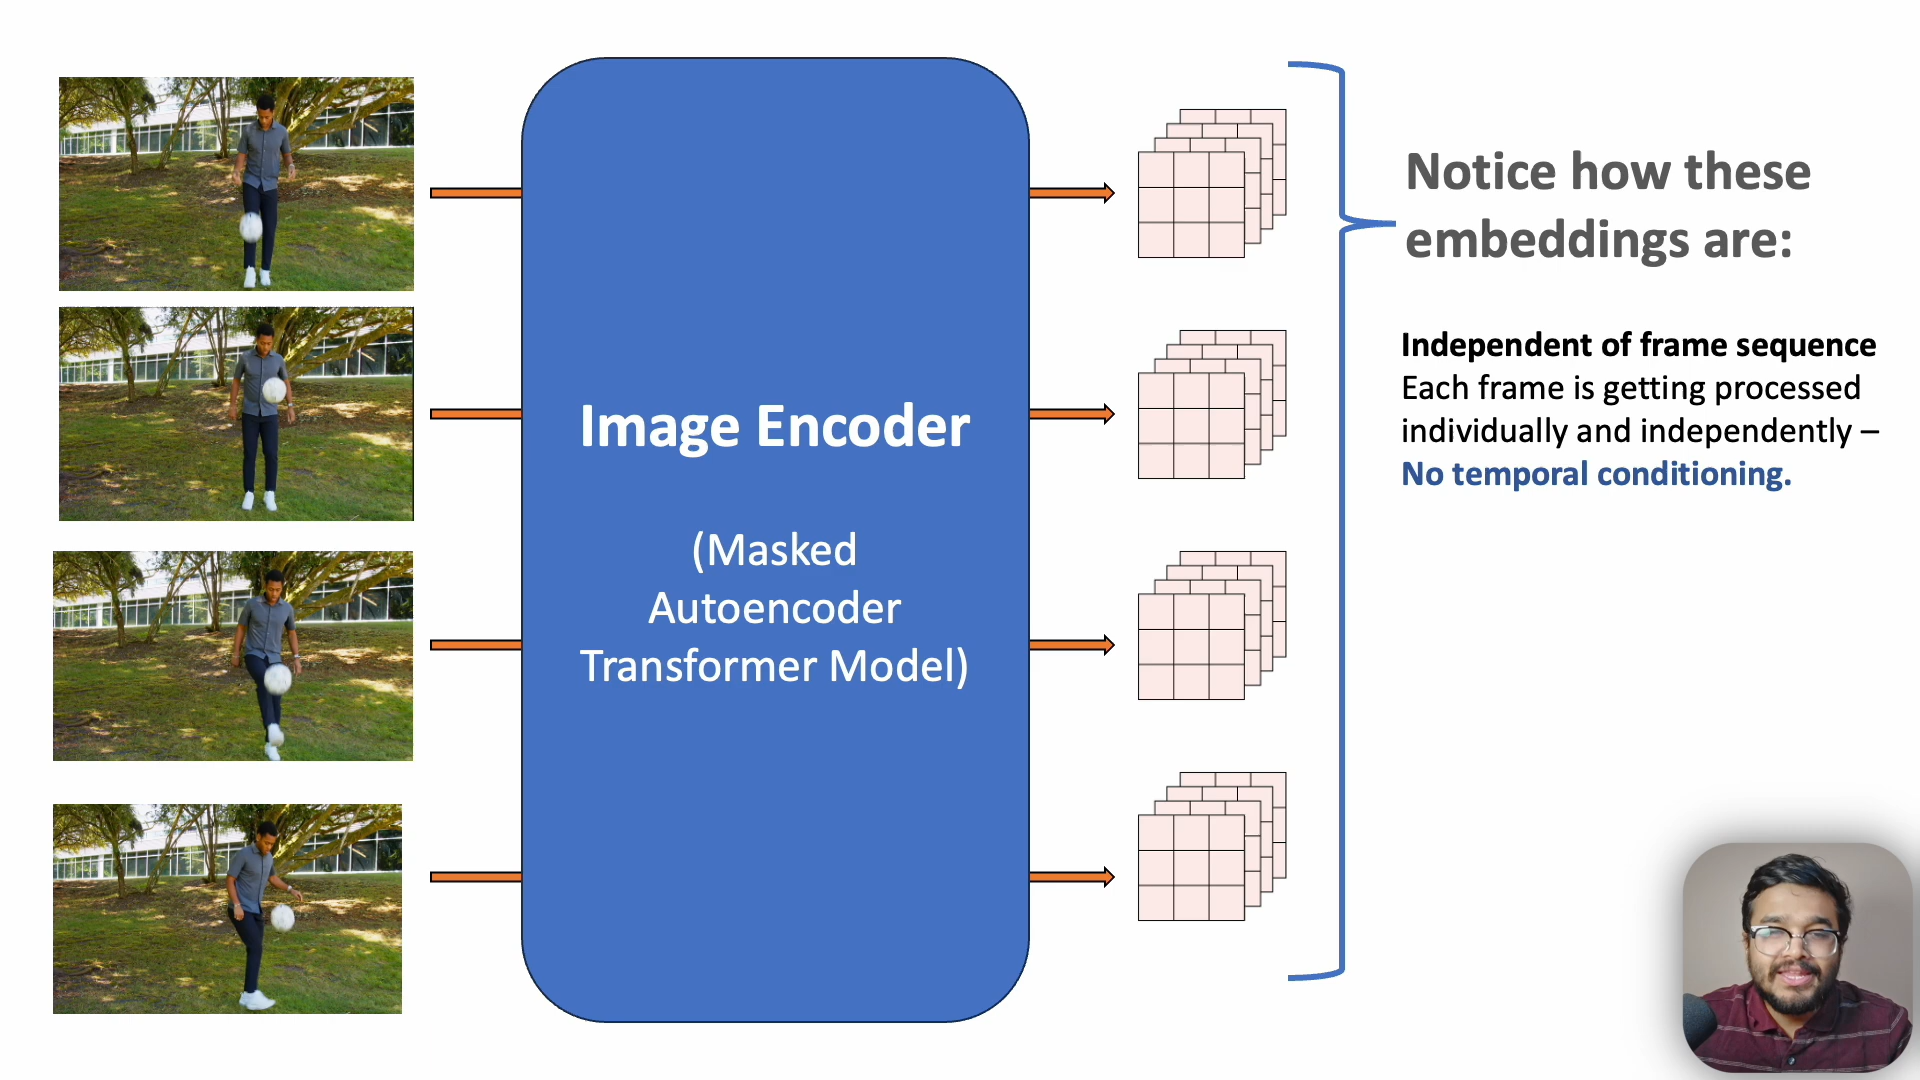 Image Encoder
(Masked
Autoencoder
Transformer Model)
Notice how these
embeddings are:
Independent of frame sequence
Each frame is getting processed
individually and independently –
No temporal conditioning.